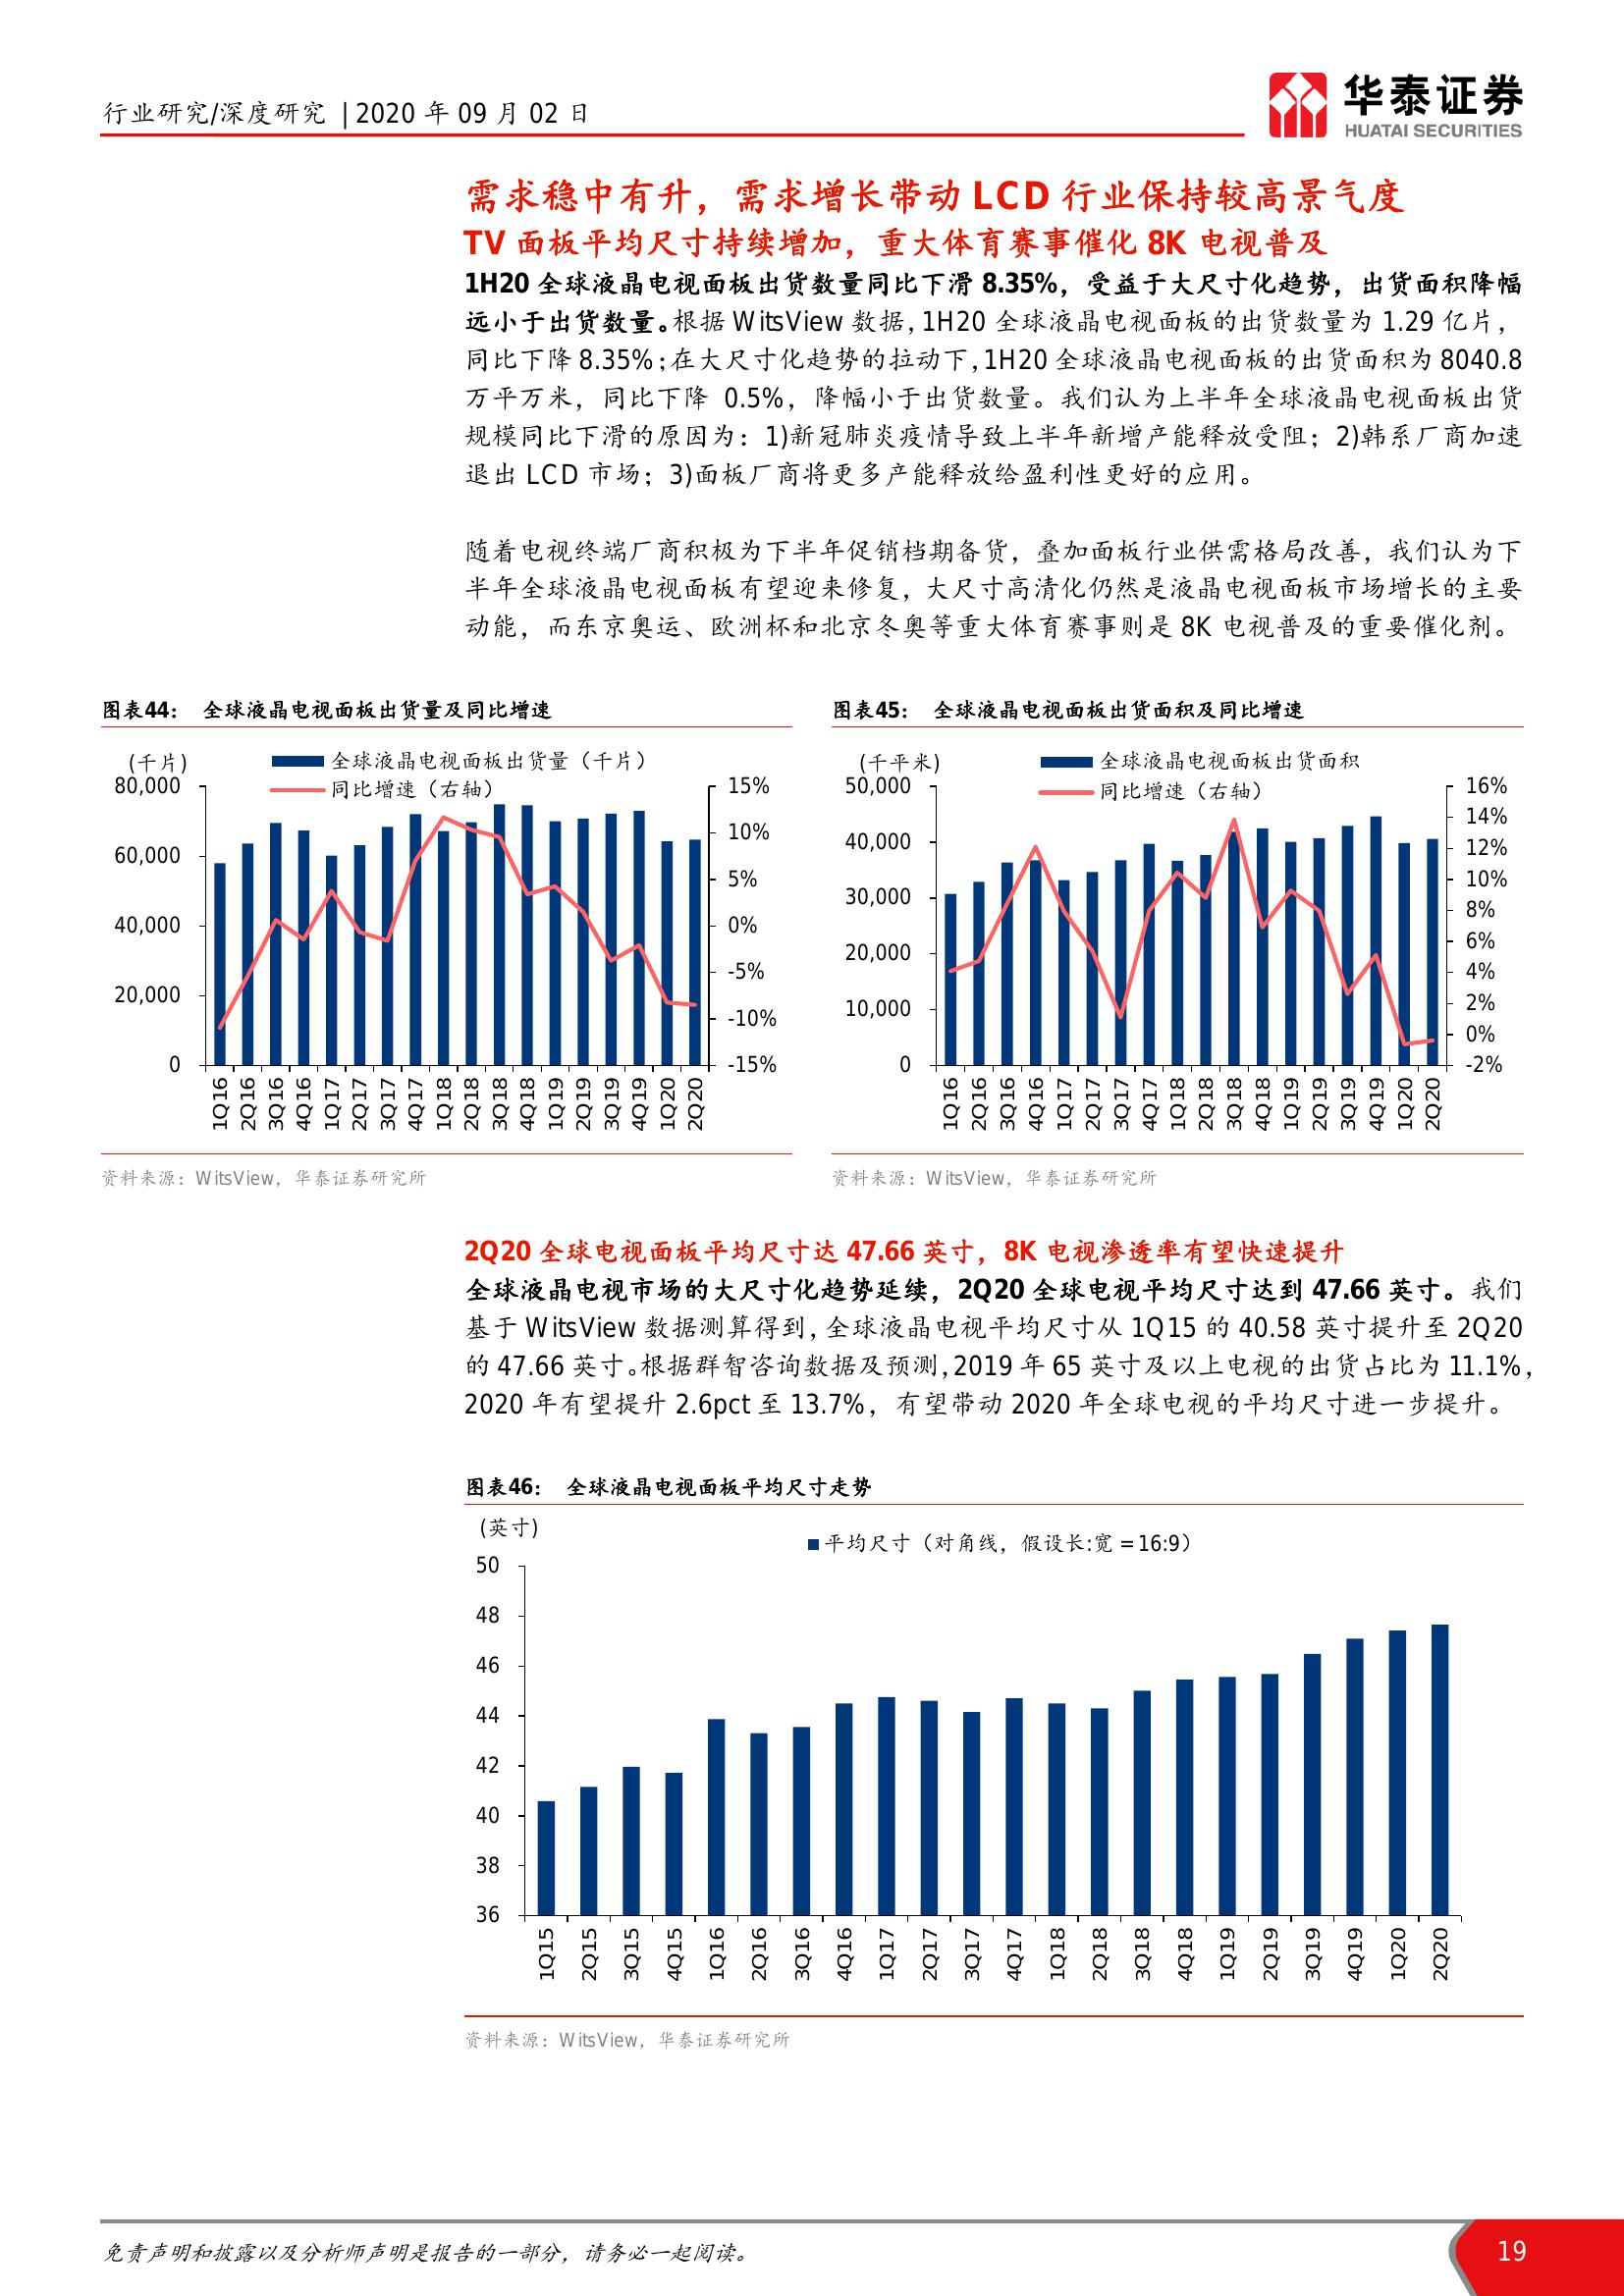 行业研究/深度研究 | 2020 年 09 月 02 日
华泰证券
HUATAI SECURITIES
需求稳中有升，需求增长带动 LCD 行业保持较高景气度
TV 面板平均尺寸持续增加，重大体育赛事催化 8K 电视普及
1H20 全球液晶电视面板出货数量同比下滑 8.35%，受益于大尺寸化趋势，出货面积降幅
远小于出货数量。根据 WitsView 数据，1H20 全球液晶电视面板的出货数量为 1.29 亿片，
同比下降 8.35%；在大尺寸化趋势的拉动下，1H20 全球液晶电视面板的出货面积为 8040.8
万平万米，同比下降 0.5%，降幅小于出货数量。我们认为上半年全球液晶电视面板出货
规模同比下滑的原因为：1)新冠肺炎疫情导致上半年新增产能释放受阻；2)韩系厂商加速
退出 LCD 市场；3)面板厂商将更多产能释放给盈利性更好的应用。
随着电视终端厂商积极为下半年促销档期备货，叠加面板行业供需格局改善，我们认为下
半年全球液晶电视面板有望迎来修复，大尺寸高清化仍然是液晶电视面板市场增长的主要
动能，而东京奥运、欧洲杯和北京冬奥等重大体育赛事则是 8K 电视普及的重要催化剂。
图表44： 全球液晶电视面板出货量及同比增速
(千片)
全球液晶电视面板出货量（千片）
同比增速（右轴）
80,000
60,000
40,000
20,000
0
15%
10%
5%
0%
-5%
-10%
-15%
1Q16 2Q16 3Q16 4Q16 1Q17 2Q17 3Q17 4Q17 1Q18 2Q18 3Q18 4Q18 1Q19 2Q19 3Q19 4Q19 1Q20 2Q20
资料来源：WitsView，华泰证券研究所
图表45： 全球液晶电视面板出货面积及同比增速
(千平米)
全球液晶电视面板出货面积
同比增速（右轴）
50,000
40,000
30,000
20,000
10,000
0
16%
14%
12%
10%
8%
6%
4%
2%
0%
-2%
1Q16 2Q16 3Q16 4Q16 1Q17 2Q17 3Q17 4Q17 1Q18 2Q18 3Q18 4Q18 1Q19 2Q19 3Q19 4Q19 1Q20 2Q20
资料来源：WitsView，华泰证券研究所
2Q20 全球电视面板平均尺寸达 47.66 英寸，8K 电视渗透率有望快速提升
全球液晶电视市场的大尺寸化趋势延续，2Q20 全球电视平均尺寸达到 47.66 英寸。我们
基于 WitsView 数据测算得到，全球液晶电视平均尺寸从 1Q15 的 40.58 英寸提升至 2Q20
的 47.66 英寸。根据群智咨询数据及预测，2019 年 65 英寸及以上电视的出货占比为 11.1%，
2020 年有望提升 2.6pct 至 13.7%，有望带动 2020 年全球电视的平均尺寸进一步提升。
图表46： 全球液晶电视面板平均尺寸走势
(英寸)
平均尺寸（对角线，假设长:宽＝16:9）
50
48
46
44
42
40
38
36
1Q15 2Q15 3Q15 4Q15 1Q16 2Q16 3Q16 4Q16 1Q17 2Q17 3Q17 4Q17 1Q18 2Q18 3Q18 4Q18 1Q19 2Q19 3Q19 4Q19 1Q20 2Q20
资料来源：WitsView，华泰证券研究所
免责声明和披露以及分析师声明是报告的一部分，请务必一起阅读。
19